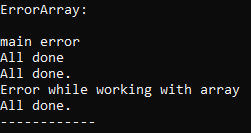 ErrorArray:
main error
All done
All done.
Error while working with array
All done.
------------